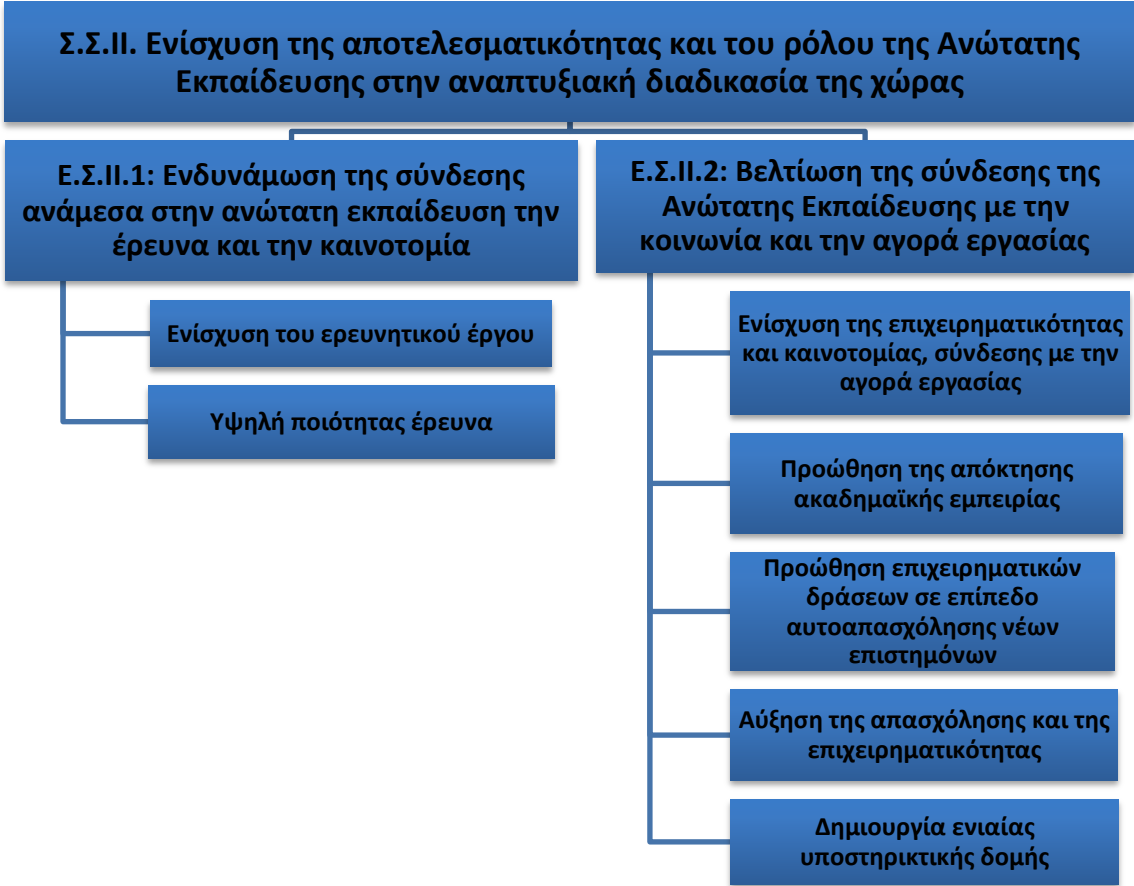 Σ.Σ.ΙΙ. Ενίσχυση της αποτελεσματικότητας και του ρόλου της Ανώτατης
Εκπαίδευσης στην αναπτυξιακή διαδικασία της χώρας
Ε.Σ.ΙΙ.1: Ενδυνάμωση της σύνδεσης
ανάμεσα στην ανώτατη εκπαίδευση την
έρευνα και την καινοτομία
Ενίσχυση του ερευνητικού έργου
Υψηλή ποιότητας έρευνα
Ε.Σ.ΙΙ.2: Βελτίωση της σύνδεσης της
Ανώτατης Εκπαίδευσης με την
κοινωνία και την αγορά εργασίας
Ενίσχυση της επιχειρηματικότητας
και καινοτομίας, σύνδεσης με την
αγορά εργασίας
Προώθηση της απόκτησης
ακαδημαϊκής εμπειρίας
Προώθηση επιχειρηματικών
δράσεων σε επίπεδο
αυτοαπασχόλησης νέων
επιστημόνων
Αύξηση της απασχόλησης και της
επιχειρηματικότητας
Δημιουργία ενιαίας
υποστηρικτικής δομής